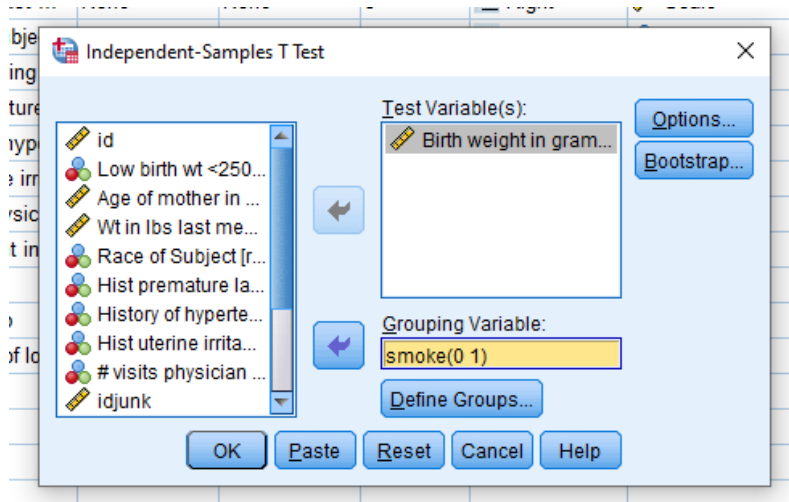 Right
Scale
Independent-Samples T Test
Test Variable(s):
id
Low birth wt <250...
Age of mother in ...
Wt in lbs last me...
Race of Subject [r...
Hist premature la...
History of hyperte...
Hist uterine irrita...
# visits physician ...
idjunk
Birth weight in gram...
Options...
Bootstrap...
Grouping Variable:
smoke(0 1)
Define Groups...
OK
Paste
Reset
Cancel
Help